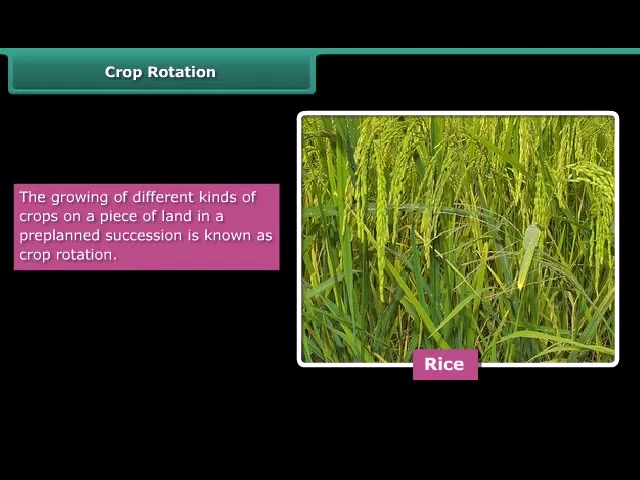 Crop Rotation
The growing of different kinds of
crops on a piece of land in a
preplanned succession is known as
crop rotation.
Rice